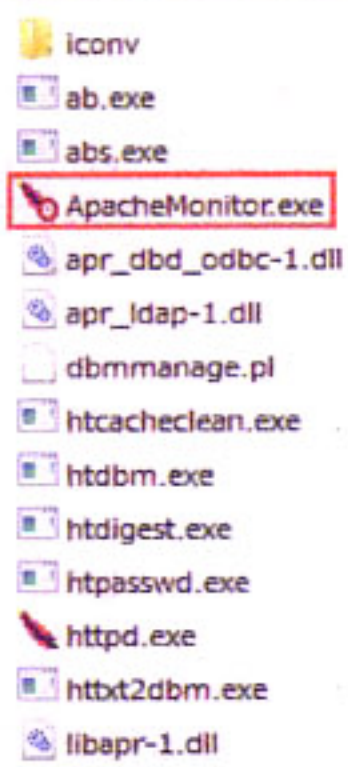 iconv
ab.exe
abs.exe
ApacheMonitor.exe
apr_dbd_odbc-1.dll
apr_ldap-1.dll
dbmmanage.pl
htcacheclean.exe
htdbm.exe
htdigest.exe
htpasswd.exe
httpd.exe
httxt2dbm.exe
libapr-1.dll